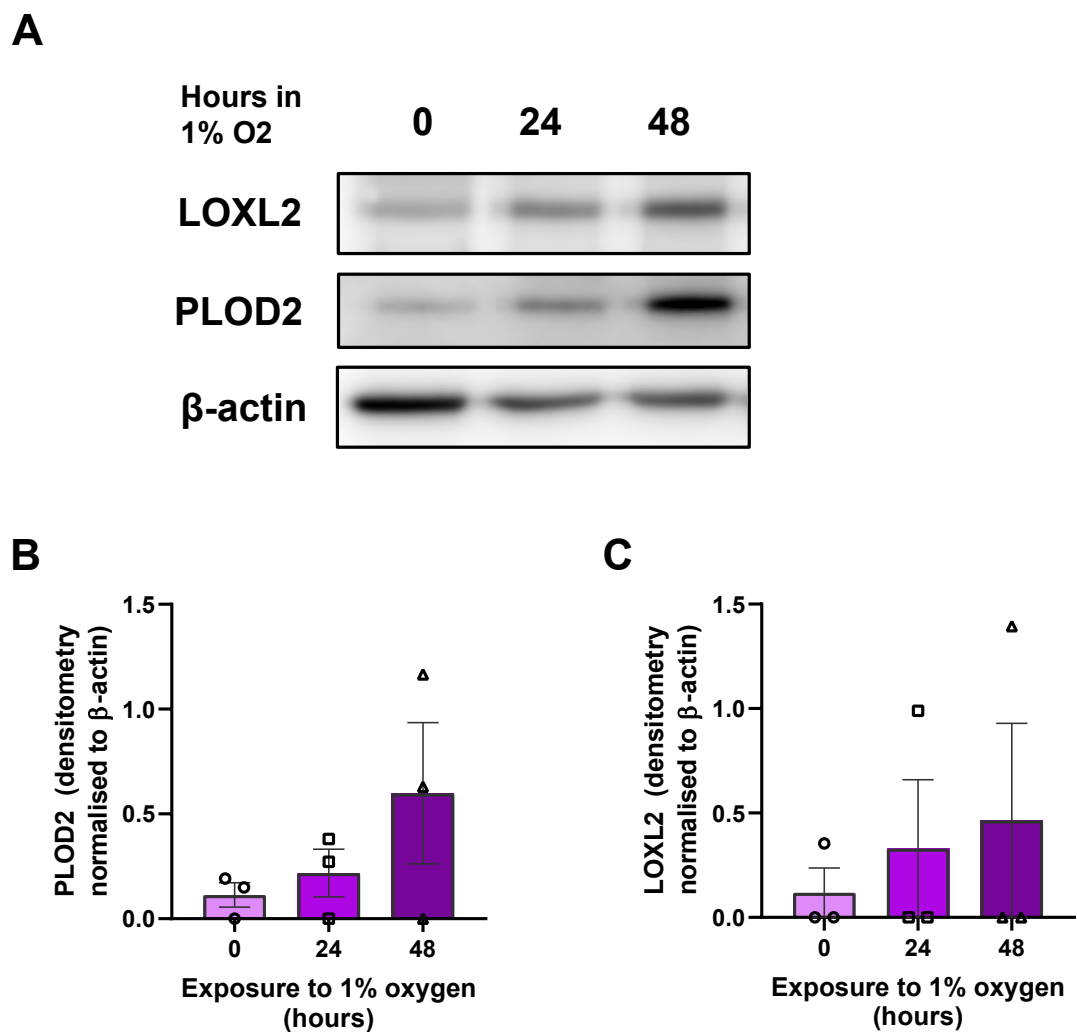 A
Hours in
1% O2
0 24 48
LOXL2
PLOD2
β-actin
B
PLOD2 (densitometry
normalised to β-actin)
1.5
1.0
0.5
0.0
0 24 48
Exposure to 1% oxygen
(hours)
C
LOXL2 (densitometry
normalised to β-actin)
1.5
1.0
0.5
0.0
0 24 48
Exposure to 1% oxygen
(hours)